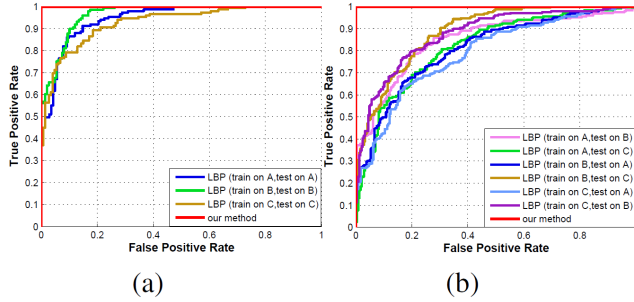 1
0.9
0.8
0.7
0.6
0.5
0.4
0.3
0.2
0.1
0
True Positive Rate
LBP (train on A,test on A)
LBP (train on B,test on B)
LBP (train on C,test on C)
our method
0 0.2 0.4 0.6 0.8 1
False Positive Rate
(a)
1
0.9
0.8
0.7
0.6
0.5
0.4
0.3
0.2
0.1
0
True Positive Rate
LBP (train on A,test on B)
LBP (train on A,test on C)
LBP (train on B,test on A)
LBP (train on B,test on C)
LBP (train on C,test on A)
LBP (train on C,test on B)
our method
0 0.2 0.4 0.6 0.8
False Positive Rate
(b)